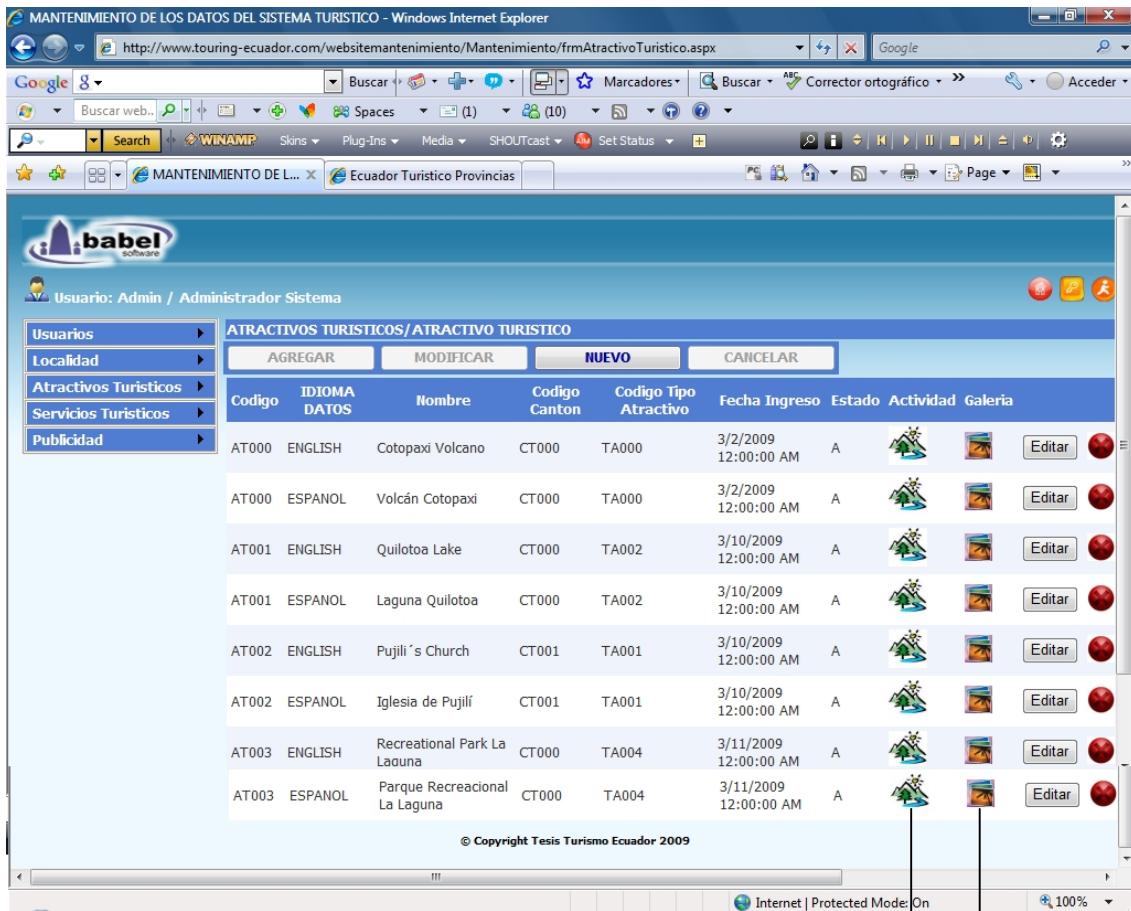 MANTENIMIENTO DE LOS DATOS DEL SISTEMA TURISTICO - Windows Internet Explorer
http://www.touring-ecuador.com/websitemantenimiento/Mantenimiento/frmAtractivoTuristico.aspx Google
Google Buscar Marcadores Buscar Corrector ortográfico » Acceder
Buscar web.. Spaces (1) (10)
Search WINAMP Skins Plug-Ins Media SHOUTcast Set Status
MANTENIMIENTO DE L... X Ecuador Turistico Provincias Page »
babel
software
Usuario: Admin / Administrador Sistema
Usuarios
Localidad
Atractivos Turisticos
Servicios Turisticos
Publicidad
ATRACTIVOS TURISTICOS/ATRACTIVO TURISTICO
AGREGAR MODIFICAR NUEVO CANCELAR
Codigo IDIOMA DATOS Nombre Codigo Canton Codigo Tipo Atractivo Fecha Ingreso Estado Actividad Galeria
AT000 ENGLISH Cotopaxi Volcano CT000 TA000 3/2/2009 12:00:00 AM A Editar
AT000 ESPANOL Volcán Cotopaxi CT000 TA000 3/2/2009 12:00:00 AM A Editar
AT001 ENGLISH Quilotoa Lake CT000 TA002 3/10/2009 12:00:00 AM A Editar
AT001 ESPANOL Laguna Quilotoa CT000 TA002 3/10/2009 12:00:00 AM A Editar
AT002 ENGLISH Pujili´s Church CT001 TA001 3/10/2009 12:00:00 AM A Editar
AT002 ESPANOL Iglesia de Pujilí CT001 TA001 3/10/2009 12:00:00 AM A Editar
AT003 ENGLISH Recreational Park La Laguna CT000 TA004 3/11/2009 12:00:00 AM A Editar
AT003 ESPANOL Parque Recreacional La Laguna CT000 TA004 3/11/2009 12:00:00 AM A Editar
© Copyright Tesis Turismo Ecuador 2009
Internet | Protected Mode: On 100%